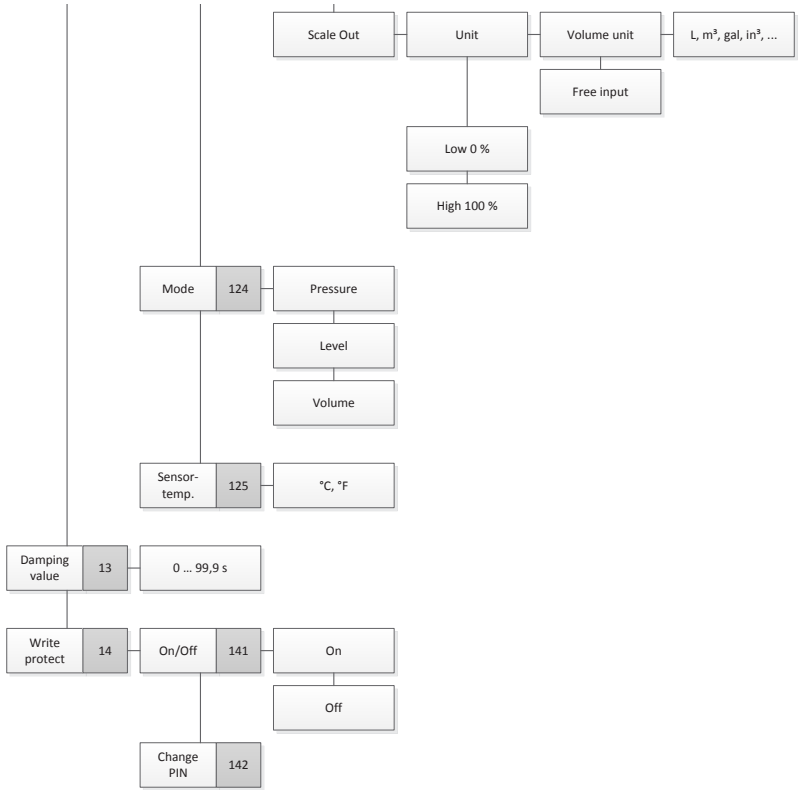 Scale Out
Unit
Volume unit
L, m³, gal, in³, ...
Free input
Low 0 %
High 100 %
Mode
124
Pressure
Level
Volume
Sensor-
temp.
125
°C, °F
Damping
value
13
0 ... 99,9 s
Write
protect
14
On/Off
141
On
Off
Change
PIN
142